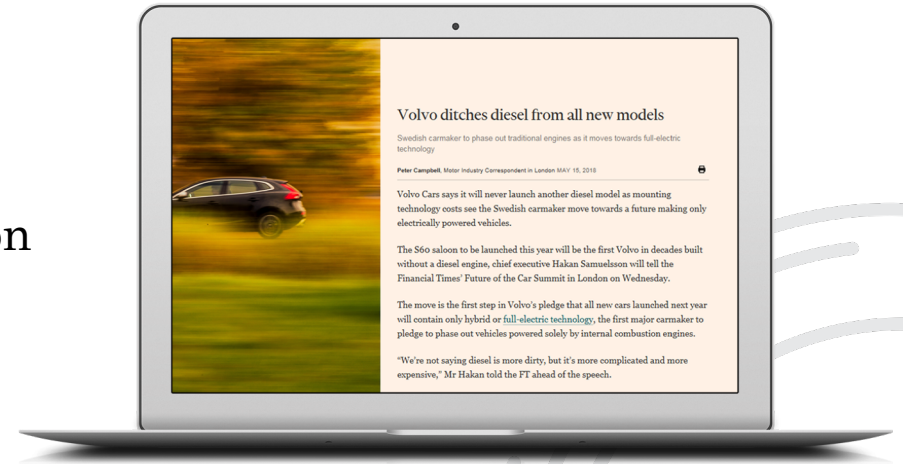 on
Volvo ditches diesel from all new models
Swedish carmaker to phase out traditional engines as it moves towards full-electric
technology
Peter Campbell, Motor Industry Correspondent in London MAY 15, 2018
Volvo Cars says it will never launch another diesel model as mounting
technology costs see the Swedish carmaker move towards a future making only
electrically powered vehicles.
The S60 saloon to be launched this year will be the first Volvo in decades built
without a diesel engine, chief executive Hakan Samuelsson will tell the
Financial Times' Future of the Car Summit in London on Wednesday.
The move is the first step in Volvo's pledge that all new cars launched next year
will contain only hybrid or full-electric technology, the first major carmaker to
pledge to phase out vehicles powered solely by internal combustion engines.
“We're not saying diesel is more dirty, but it's more complicated and more
expensive,” Mr Hakan told the FT ahead of the speech.